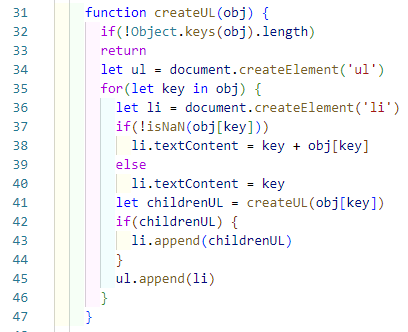 31 function createUL(obj) {
32 if(!Object.keys(obj).length)
33 return
34 let ul = document.createElement('ul')
35 for(let key in obj) {
36 let li = document.createElement('li')
37 if(!isNaN(obj[key]))
38 li.textContent = key + obj[key]
39 else
40 li.textContent = key
41 let childrenUL = createUL(obj[key])
42 if(childrenUL) {
43 li.append(childrenUL)
44 }
45 ul.append(li)
46 }
47 }